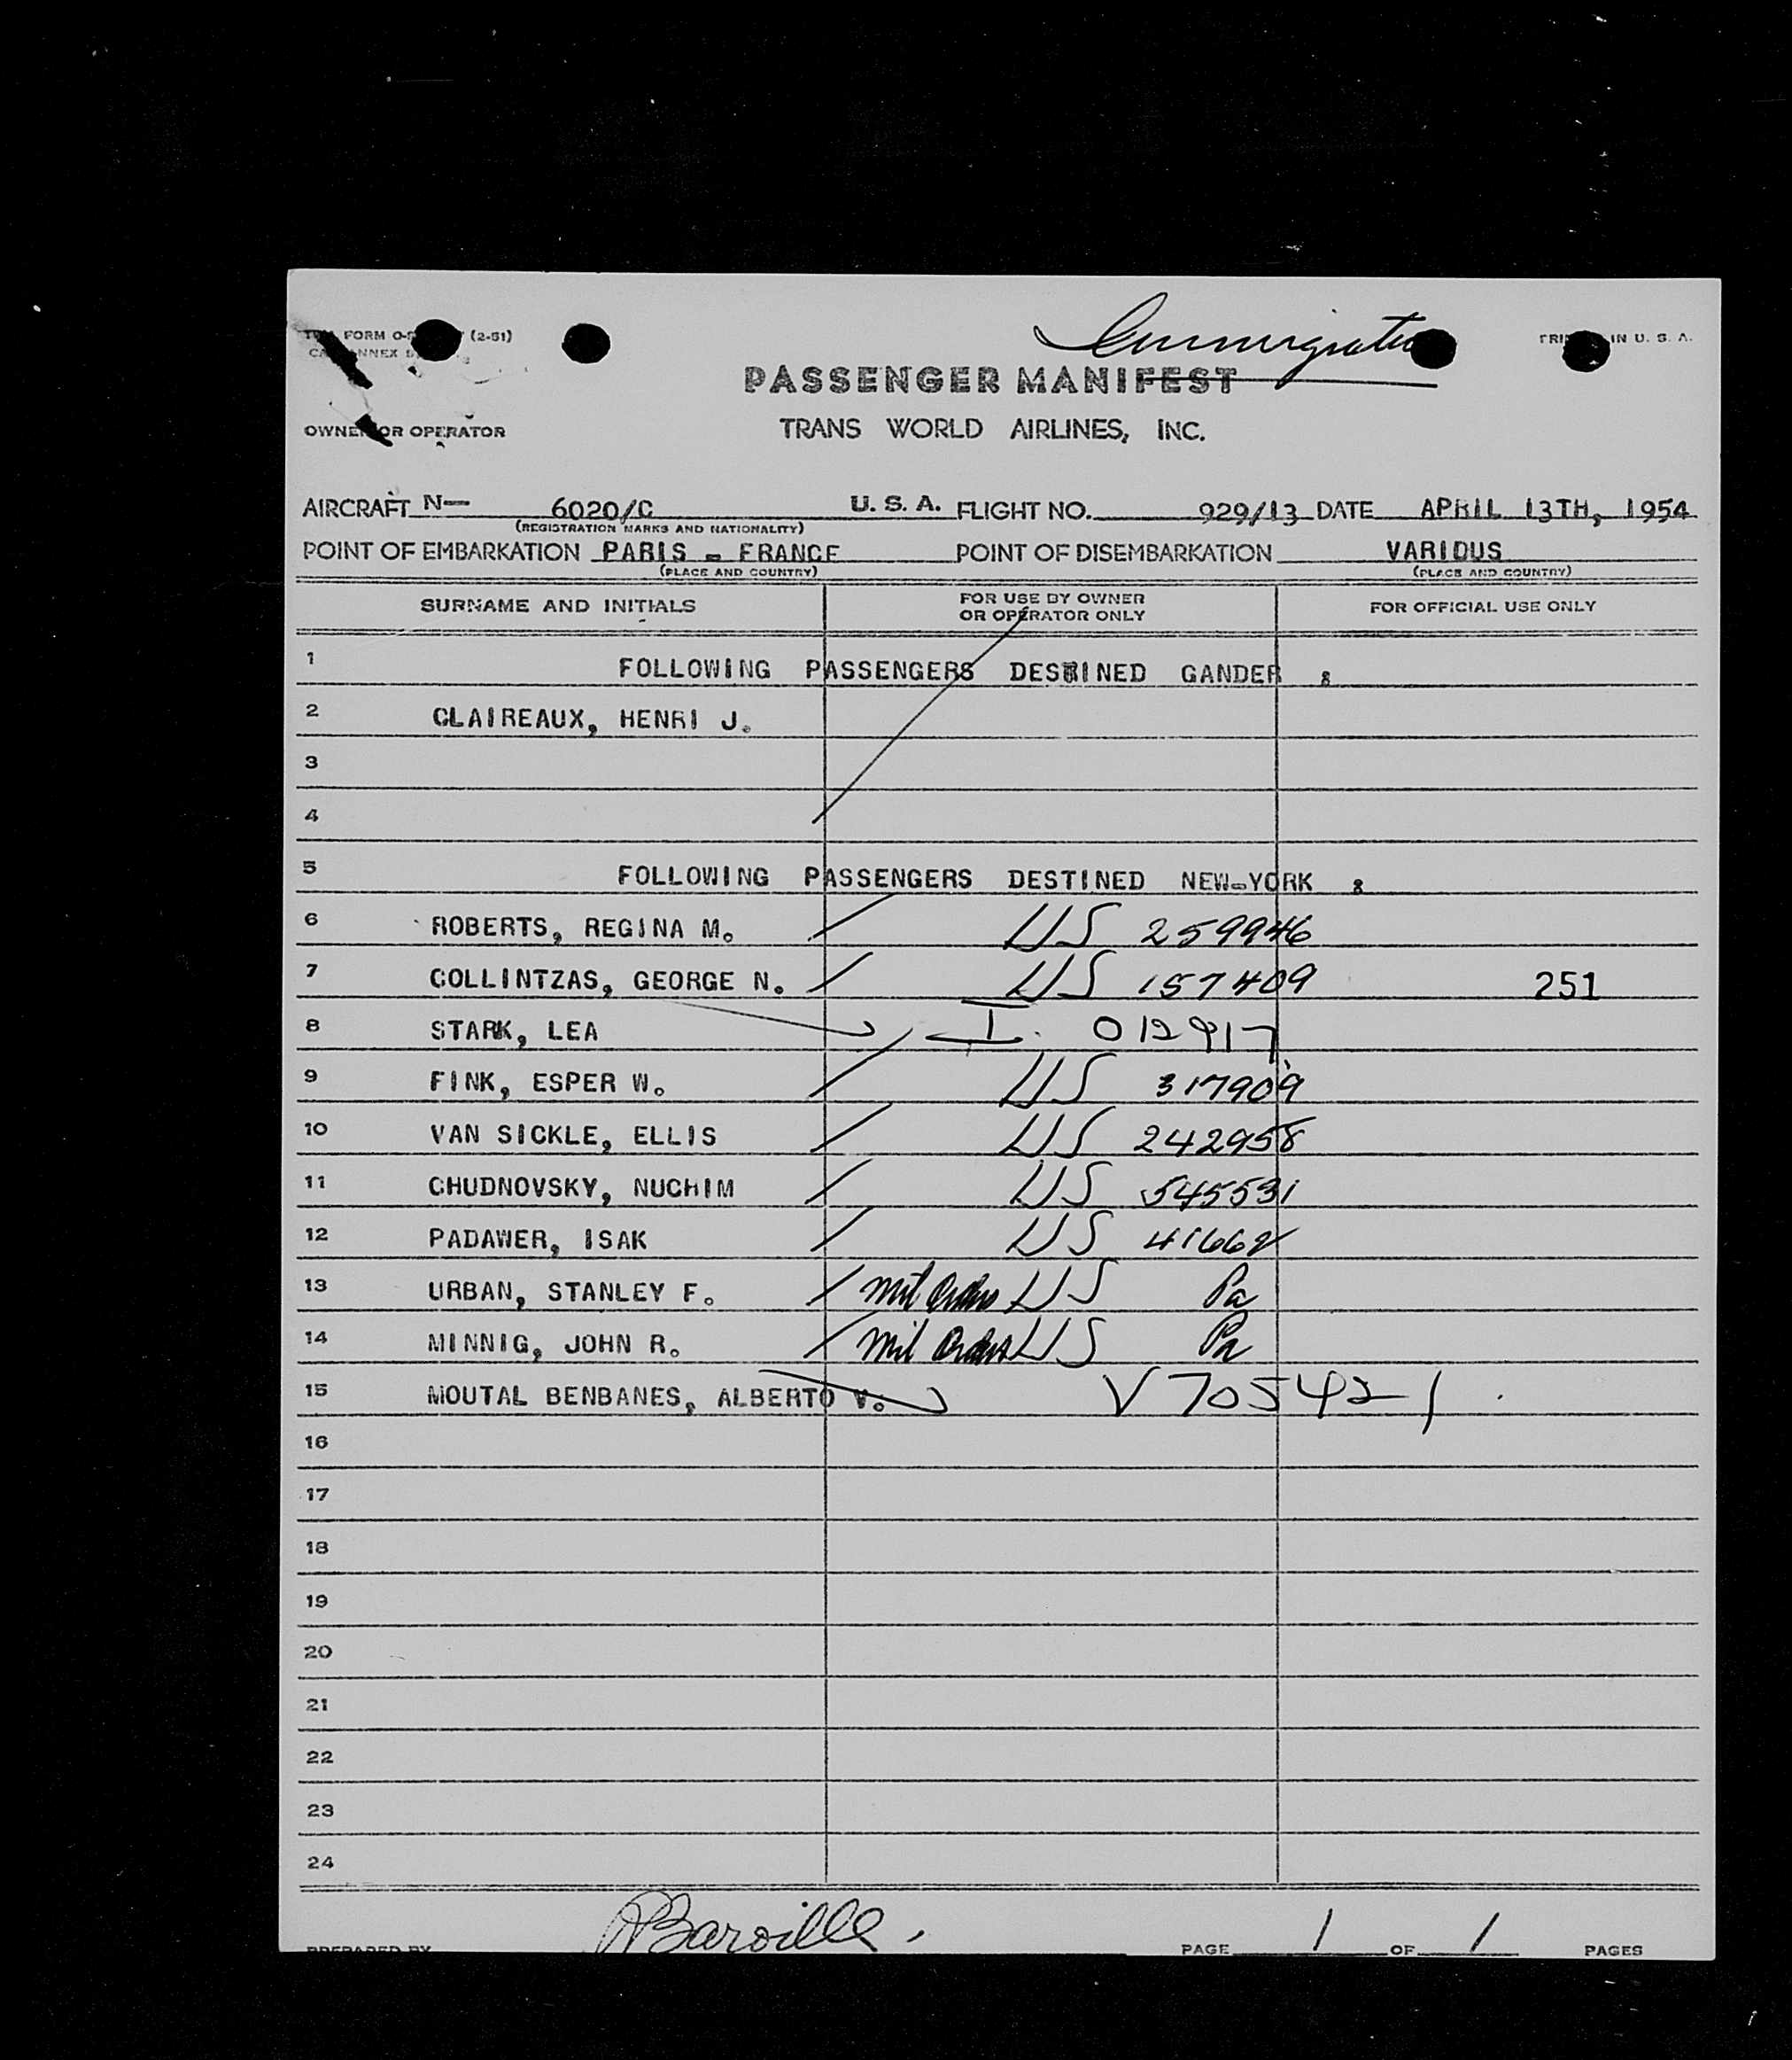 FORM O- (2-51)
Immigration
IN U. S. A.
PASSENGER MANIFEST
OWNER OR OPERATOR
TRANS WORLD AIRLINES, INC.
AIRCRAFT N— 6020/C U. S. A. FLIGHT NO. 929/13 DATE APRIL 13TH, 1954
(REGISTRATION MARKS AND NATIONALITY)
POINT OF EMBARKATION PARIS - FRANCE POINT OF DISEMBARKATION VARIOUS
(PLACE AND COUNTRY) (PLACE AND COUNTRY)
SURNAME AND INITIALS FOR USE BY OWNER OR OPERATOR ONLY FOR OFFICIAL USE ONLY
1 FOLLOWING PASSENGERS DESTINED GANDER :
2 CLAIREAUX, HENRI J.
3
4
5 FOLLOWING PASSENGERS DESTINED NEW-YORK :
6 ROBERTS, REGINA M. / US 259946
7 COLLINTZAS, GEORGE N. / US 157409 251
8 STARK, LEA I. 012917
9 FINK, ESPER W. / US 317909
10 VAN SICKLE, ELLIS / US 242958
11 CHUDNOVSKY, NUCHIM / US 545531
12 PADAWER, ISAK / US 41662
13 URBAN, STANLEY F. / Mil Orders US Pa
14 MINNIG, JOHN R. / Mil Orders US Pa
15 MOUTAL BENBANES, ALBERTO V. V 705421
16
17
18
19
20
21
22
23
24
PREPARED BY Baroille. PAGE 1 OF 1 PAGES